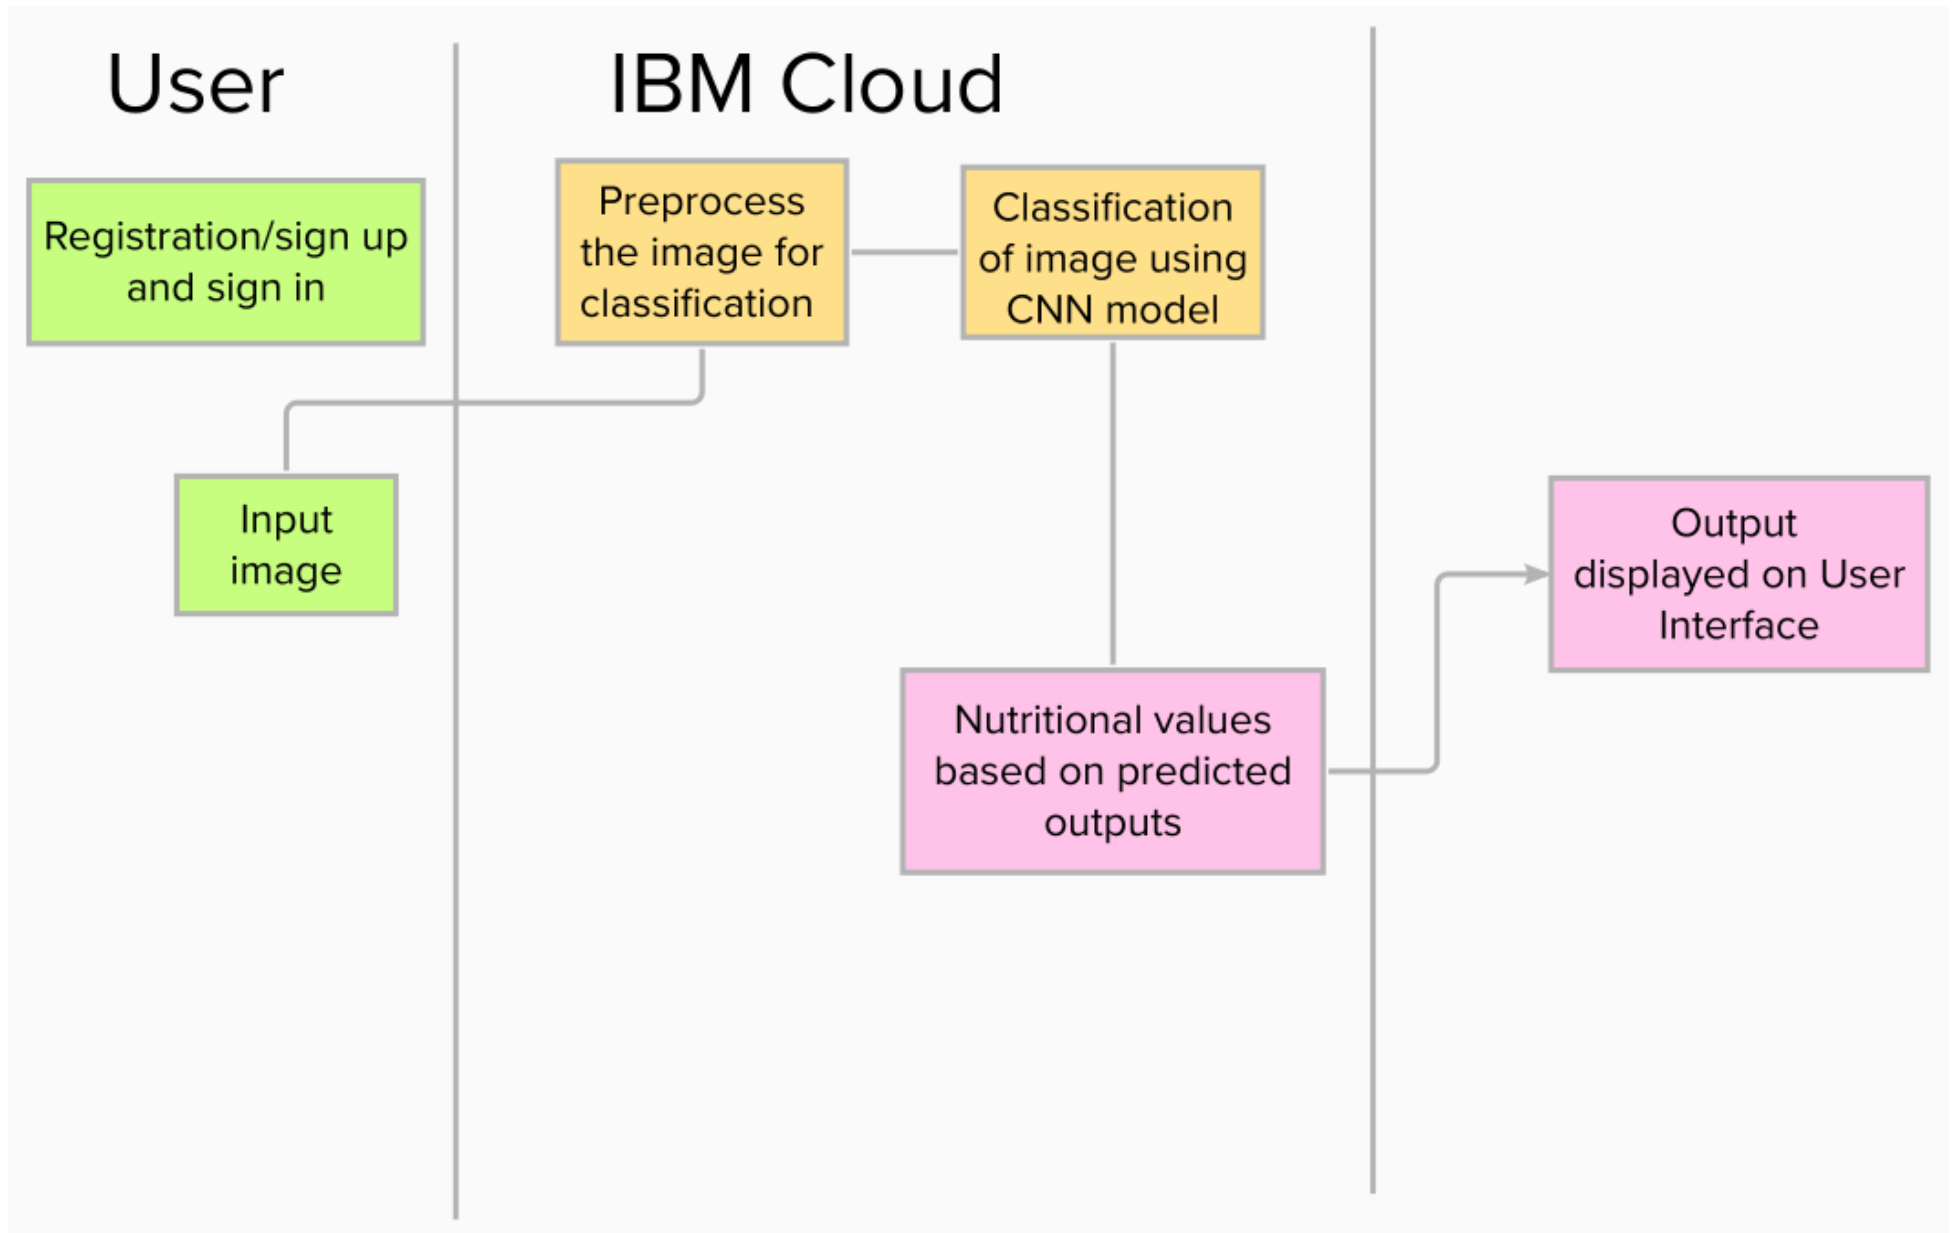 User
IBM Cloud
Registration/sign up
and sign in
Preprocess
the image for
classification
Classification
of image using
CNN model
Input
image
Output
displayed on User
Interface
Nutritional values
based on predicted
outputs